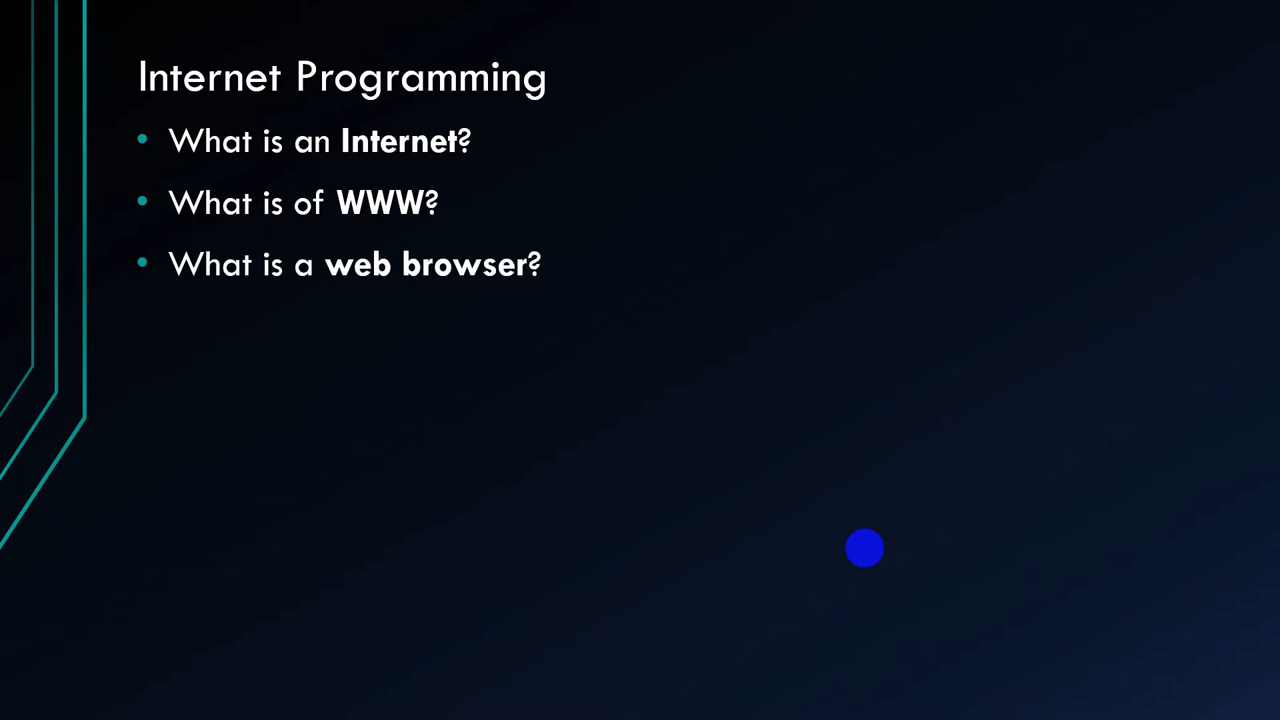 Internet Programming
• What is an Internet?
• What is of WWW?
• What is a web browser?